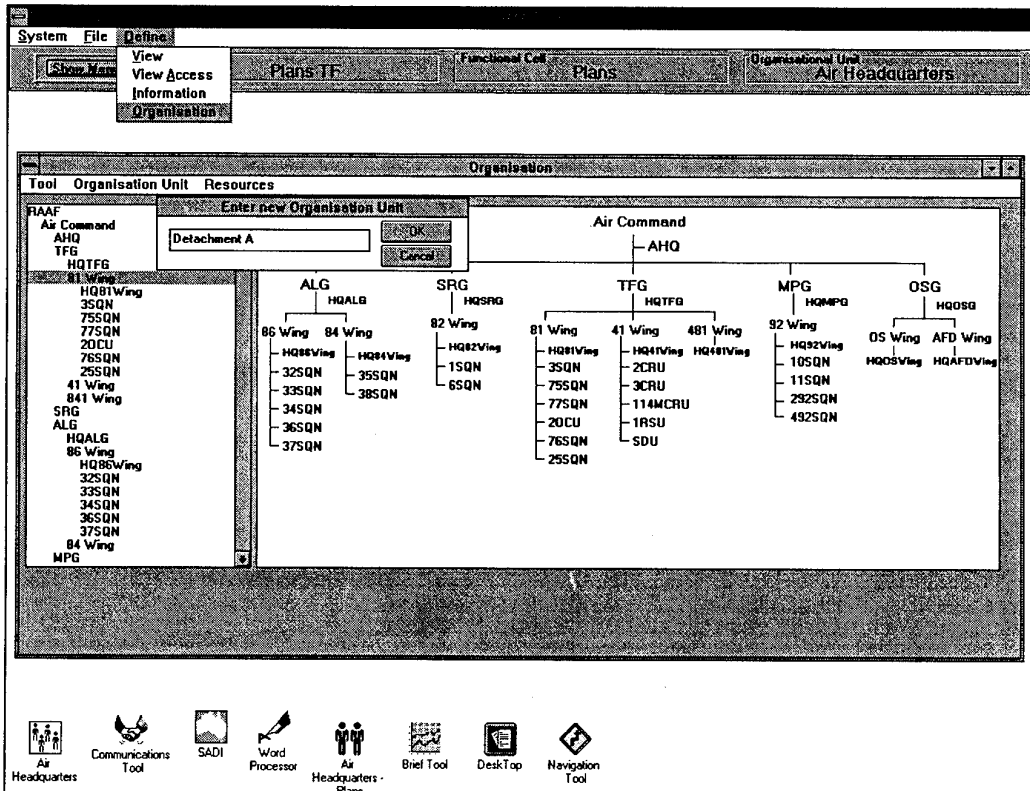 System File Define
View
View Access
Information
Organisation
Plans TF
Functional Cell
Plans
Organisational Unit
Air Headquarters
Organisation
Tool Organisation Unit Resources
Enter new Organisation Unit
Detachment A
OK
Cancel
RAAF
Air Command
AHQ
TFG
HQTFG
81 Wing
HQ81Wing
3SQN
75SQN
77SQN
2OCU
76SQN
25SQN
41 Wing
841 Wing
SRG
ALG
HQALG
86 Wing
HQ86Wing
32SQN
33SQN
34SQN
36SQN
37SQN
84 Wing
MPG
Air Command
AHQ
ALG
HQALG
86 Wing
HQ86Wing
32SQN
33SQN
34SQN
36SQN
37SQN
84 Wing
HQ84Wing
35SQN
38SQN
SRG
HQSRG
82 Wing
HQ82Wing
1SQN
6SQN
TFG
HQTFG
81 Wing
HQ81Wing
3SQN
75SQN
77SQN
2OCU
76SQN
25SQN
41 Wing
HQ41Wing
2CRU
3CRU
114MCRU
1RSU
SDU
481 Wing
HQ481Wing
MPG
HQMPG
92 Wing
HQ92Wing
10SQN
11SQN
292SQN
492SQN
OSG
HQOSG
OS Wing
HQOSWing
AFD Wing
HQAFDWing
Air
Headquarters
Communications
Tool
SADI
Word
Processor
Air
Headquarters -
Plans
Brief Tool
DeskTop
Navigation
Tool